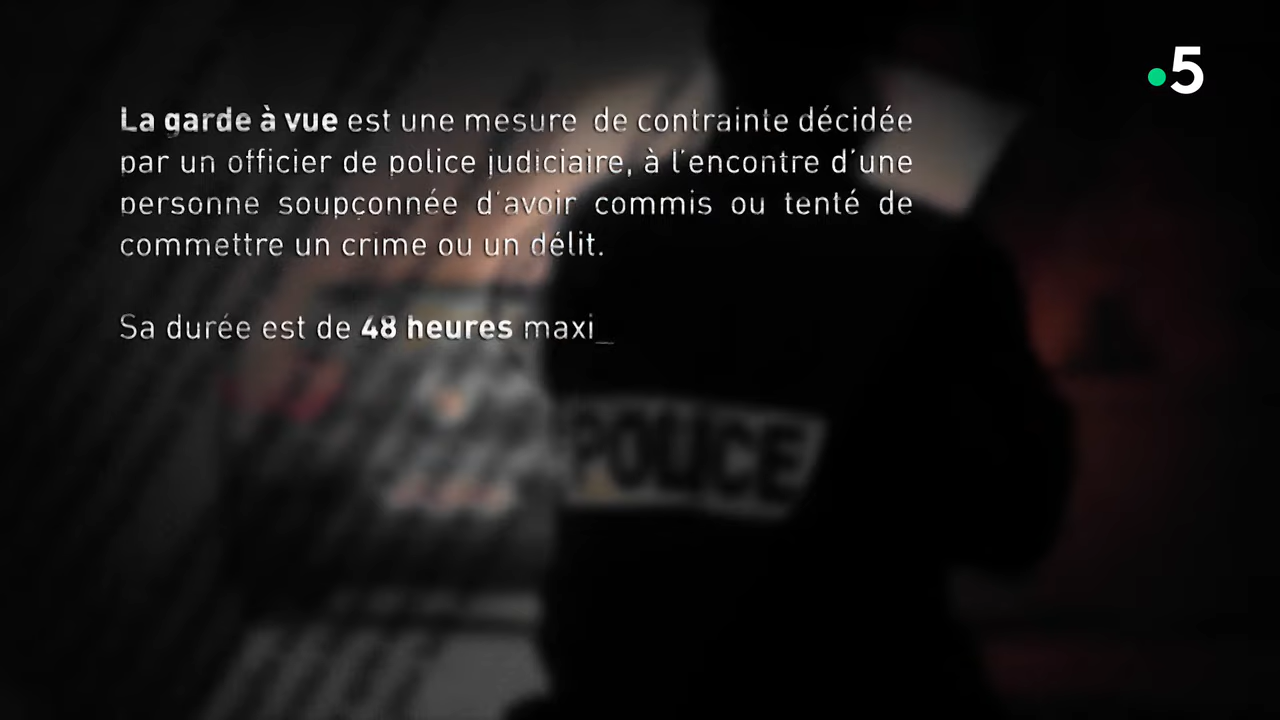 5
La garde à vue est une mesure de contrainte décidée
par un officier de police judiciaire, à l'encontre d'une
personne soupçonnée d'avoir commis ou tenté de
commettre un crime ou un délit.
Sa durée est de 48 heures maxi_
POLICE